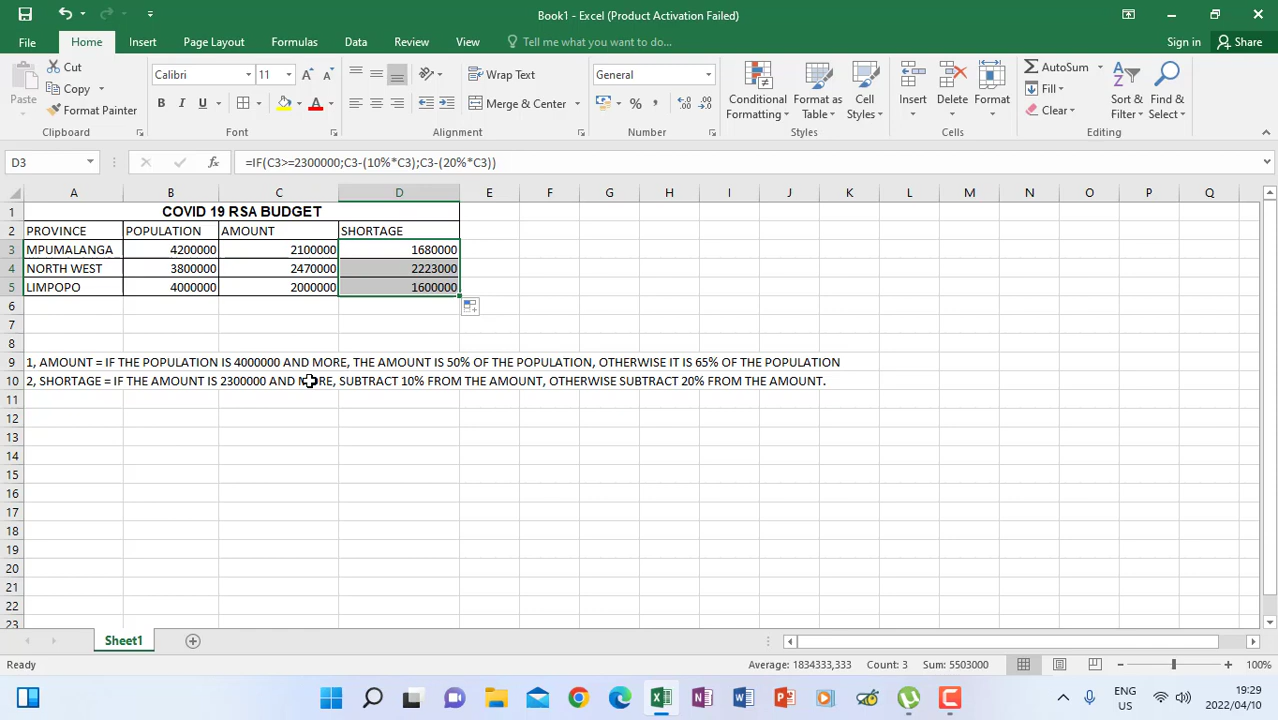 Book1 - Excel (Product Activation Failed)
File Home Insert Page Layout Formulas Data Review View Tell me what you want to do... Sign in Share
Paste
Cut
Copy
Format Painter
Calibri 11
B I U
Wrap Text
Merge & Center
General
%
Conditional Formatting
Format as Table
Cell Styles
Insert
Delete
Format
AutoSum
Fill
Clear
Sort & Filter
Find & Select
Clipboard Font Alignment Number Styles Cells Editing
D3 fx =IF(C3>=2300000;C3-(10%*C3);C3-(20%*C3))
A B C D E F G H I J K L M N O P Q
1 COVID 19 RSA BUDGET
2 PROVINCE POPULATION AMOUNT SHORTAGE
3 MPUMALANGA 4200000 2100000 1680000
4 NORTH WEST 3800000 2470000 2223000
5 LIMPOPO 4000000 2000000 1600000
6
7
8
9 1, AMOUNT = IF THE POPULATION IS 4000000 AND MORE, THE AMOUNT IS 50% OF THE POPULATION, OTHERWISE IT IS 65% OF THE POPULATION
10 2, SHORTAGE = IF THE AMOUNT IS 2300000 AND MORE, SUBTRACT 10% FROM THE AMOUNT, OTHERWISE SUBTRACT 20% FROM THE AMOUNT.
11
12
13
14
15
16
17
18
19
20
21
22
23
Sheet1
Ready Average: 1834333,333 Count: 3 Sum: 5503000 100%
ENG
US
19:29
2022/04/10